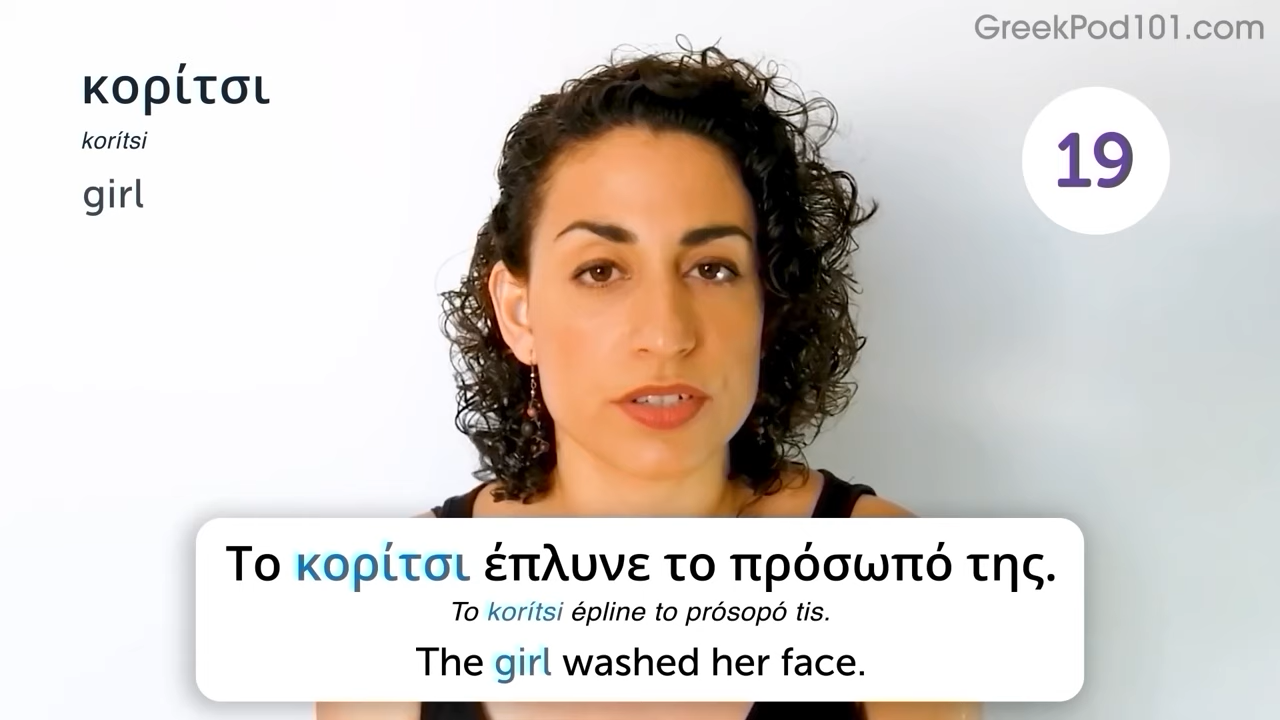 GreekPod101.com
κορίτσι
korítsi
girl
19
Το κορίτσι έπλυνε το πρόσωπό της.
To korítsi épline to prósopó tis.
The girl washed her face.